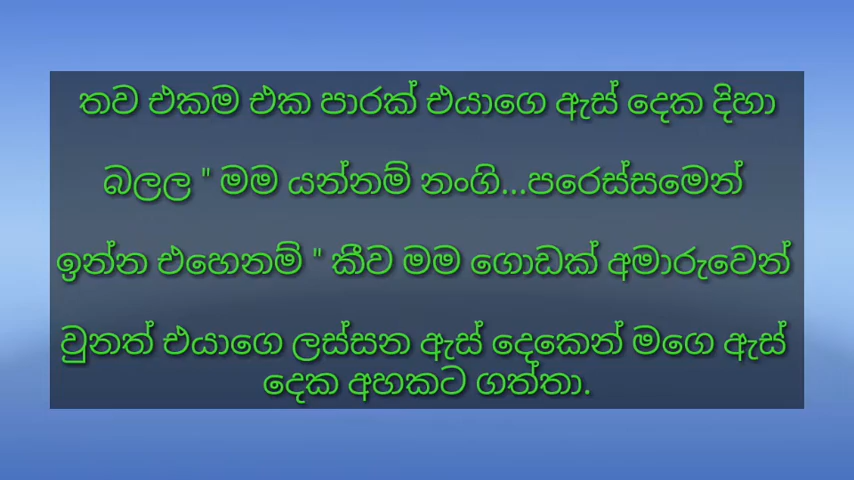 තව එකම එක පාරක් එයාගෙ ඇස් දෙක දිහා
බලල " මම යන්නම් නංගි...පරෙස්සමෙන්
ඉන්න එහෙනම් " කීව මම ගොඩක් අමාරුවෙන්
වුනත් එයාගෙ ලස්සන ඇස් දෙකෙන් මගෙ ඇස්
දෙක අහකට ගත්තා.